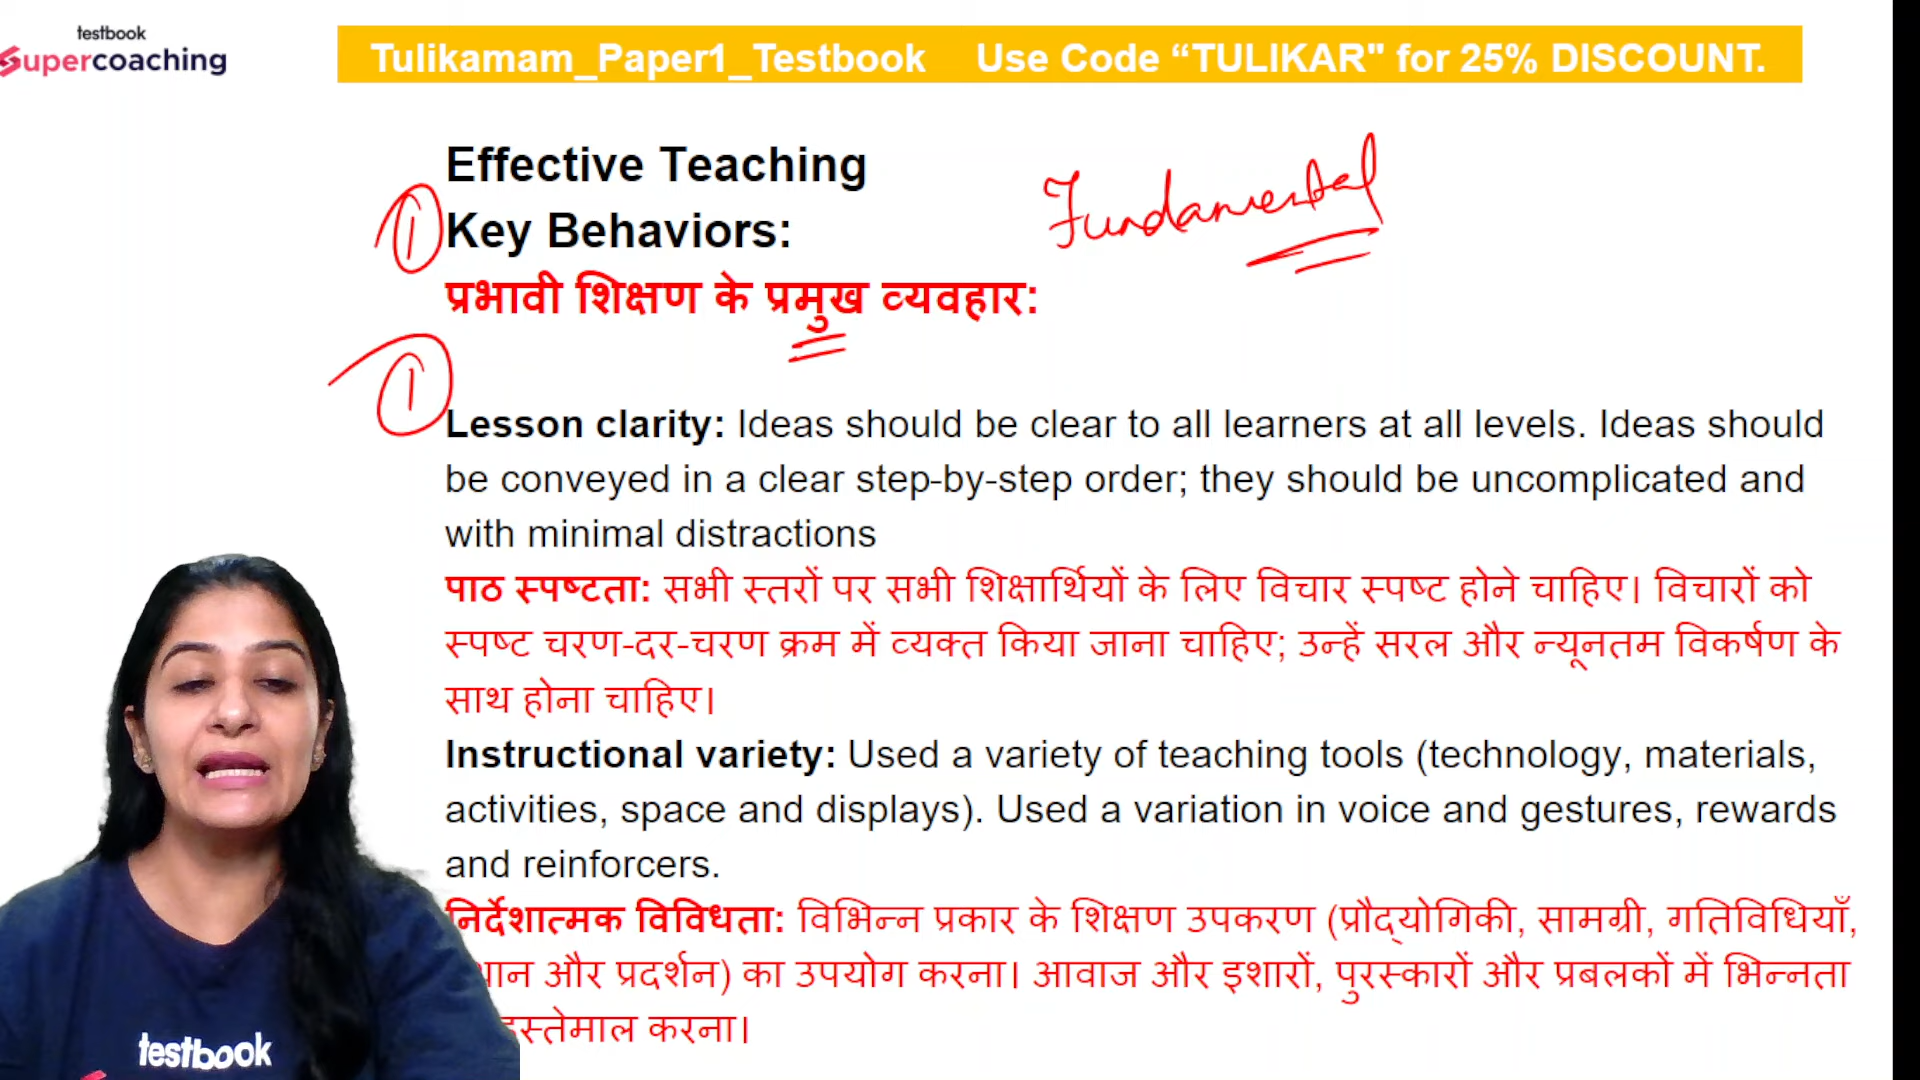 testbook
Supercoaching
Tulikamam_Paper1_Testbook Use Code “TULIKAR" for 25% DISCOUNT.
Effective Teaching
Fundamental
① Key Behaviors:
प्रभावी शिक्षण के प्रमुख व्यवहार:
①
Lesson clarity: Ideas should be clear to all learners at all levels. Ideas should
be conveyed in a clear step-by-step order; they should be uncomplicated and
with minimal distractions
पाठ स्पष्टता: सभी स्तरों पर सभी शिक्षार्थियों के लिए विचार स्पष्ट होने चाहिए। विचारों को
स्पष्ट चरण-दर-चरण क्रम में व्यक्त किया जाना चाहिए; उन्हें सरल और न्यूनतम विकर्षण के
साथ होना चाहिए।
Instructional variety: Used a variety of teaching tools (technology, materials,
activities, space and displays). Used a variation in voice and gestures, rewards
and reinforcers.
निर्देशात्मक विविधता: विभिन्न प्रकार के शिक्षण उपकरण (प्रौद्योगिकी, सामग्री, गतिविधियाँ,
और प्रदर्शन) का उपयोग करना। आवाज और इशारों, पुरस्कारों और प्रबलकों में भिन्नता
करना।
testbook